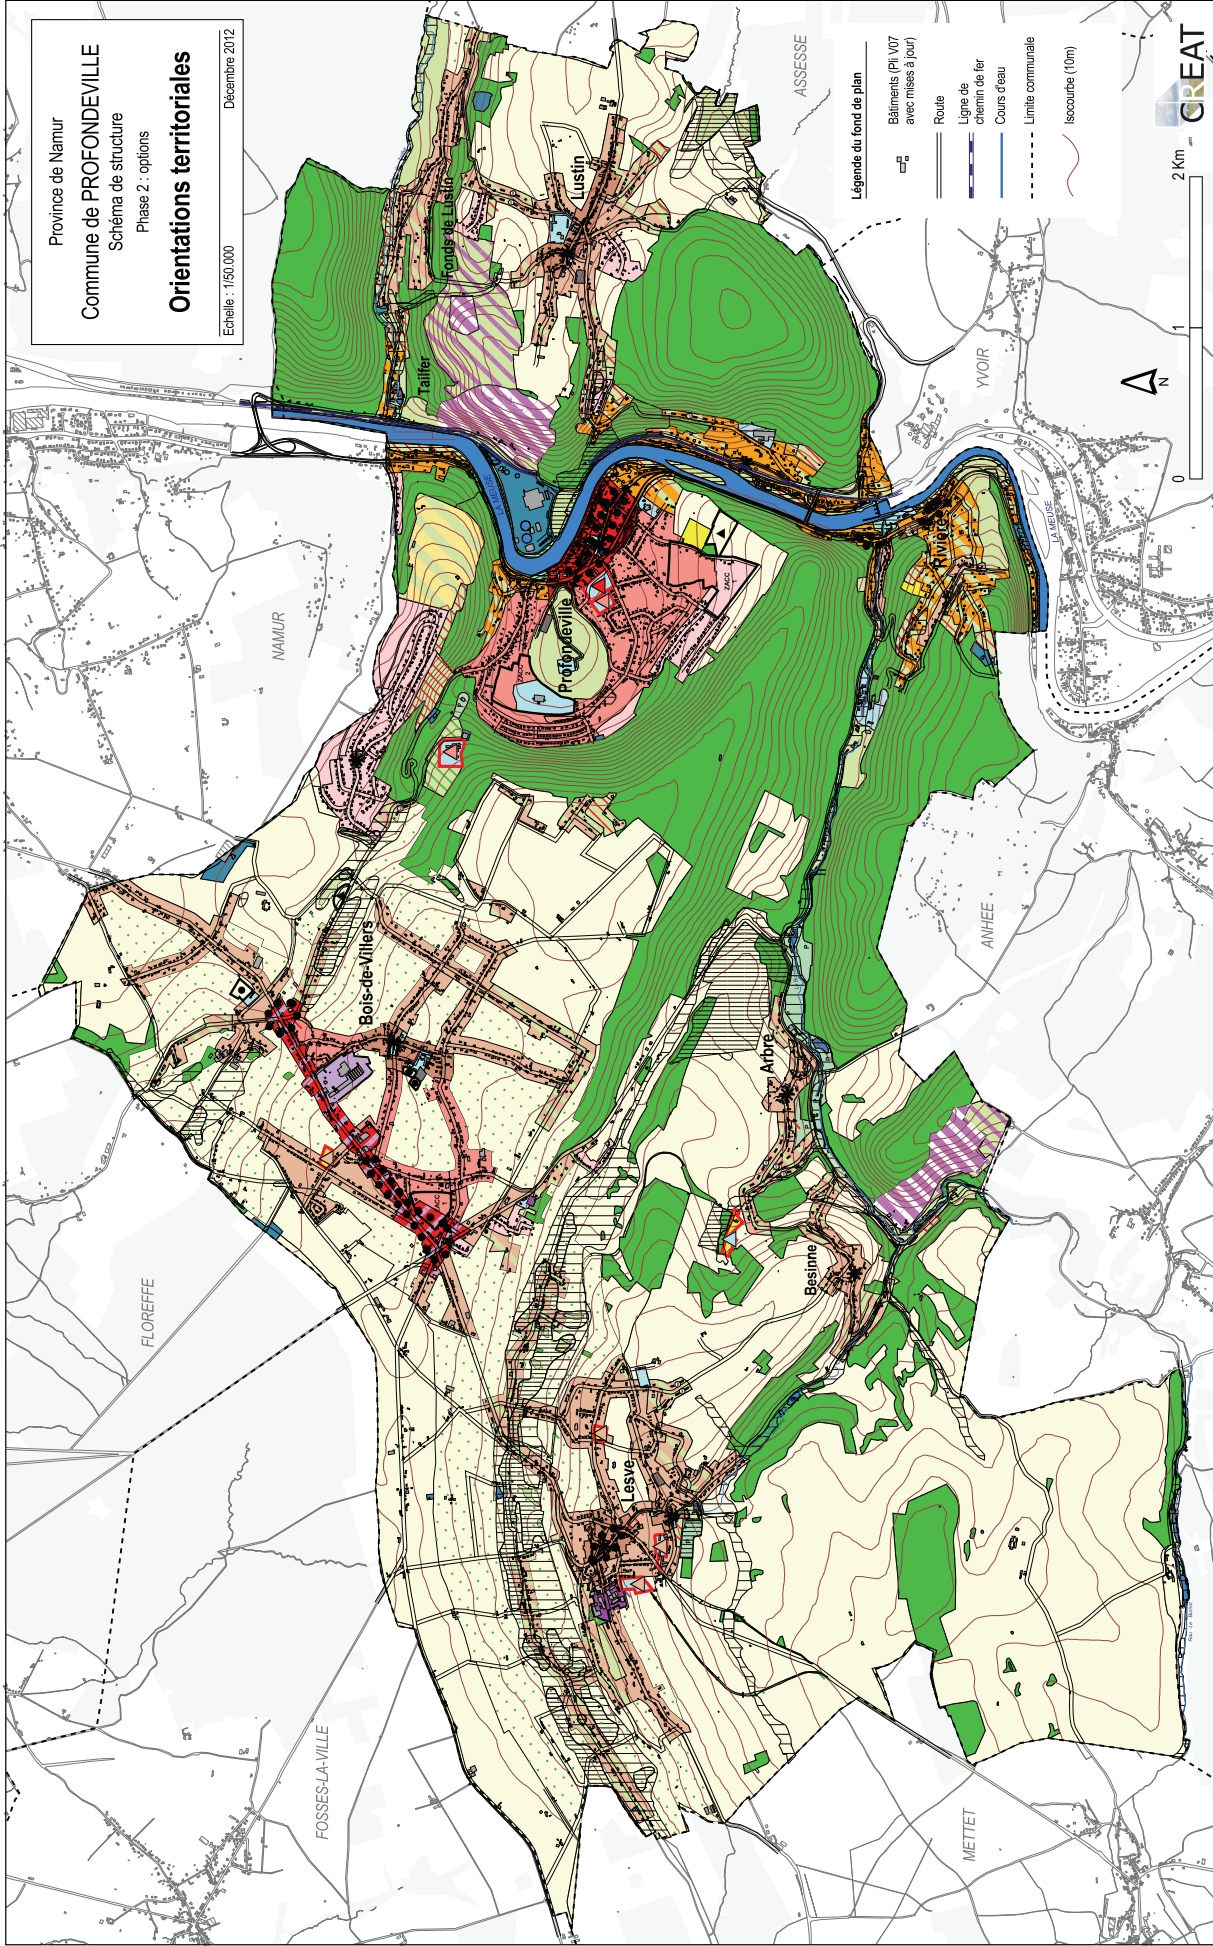 Province de Namur
Commune de PROFONDEVILLE
Schéma de structure
Phase 2 : options
Orientations territoriales
Echelle : 1/50.000
Décembre 2012
ASSESSE
Légende du fond de plan
Bâtiments (Pli V07
avec mises à jour)
Route
Ligne de
chemin de fer
Cours d'eau
Limite communale
Isocourbe (10m)
CREAT
0
1
2 Km
N
Fonds de Lustin
Lustin
Tailfer
YVOIR
LA MEUSE
LA MEUSE
NAMUR
Rivière
Profondeville
ZACC
Bois-de-Villers
ANHEE
Arbre
FLOREFFE
Besinne
Lesve
FOSSES-LA-VILLE
METTET